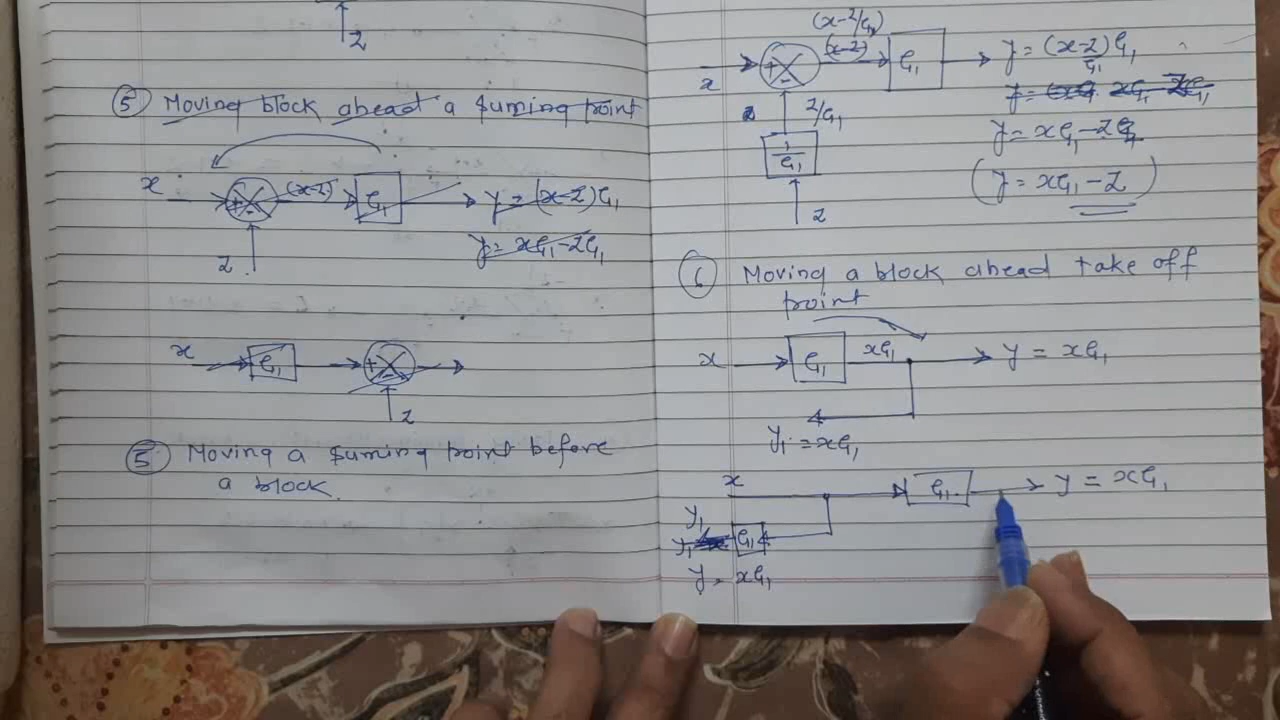 z
⑤ Moving block ahead a suming point
x
+
-
(x-z)
G₁
y = (x-z)G₁
y = xG₁-zG₁
z
x
G₁
+
-
z
⑤ Moving a suming point before
a block.
(x-z/G₁)
(x-z)
x
+
-
G₁
y = (x-z)G₁
G₁
z/G₁
y = xG₁-zG₁
1/G₁
(y = xG₁-z)
z
⑥ Moving a block ahead take off
point
x
G₁
xG₁
y = xG₁
y₁ = xG₁
x
G₁
y = xG₁
y₁
y₁
G₁
y = xG₁